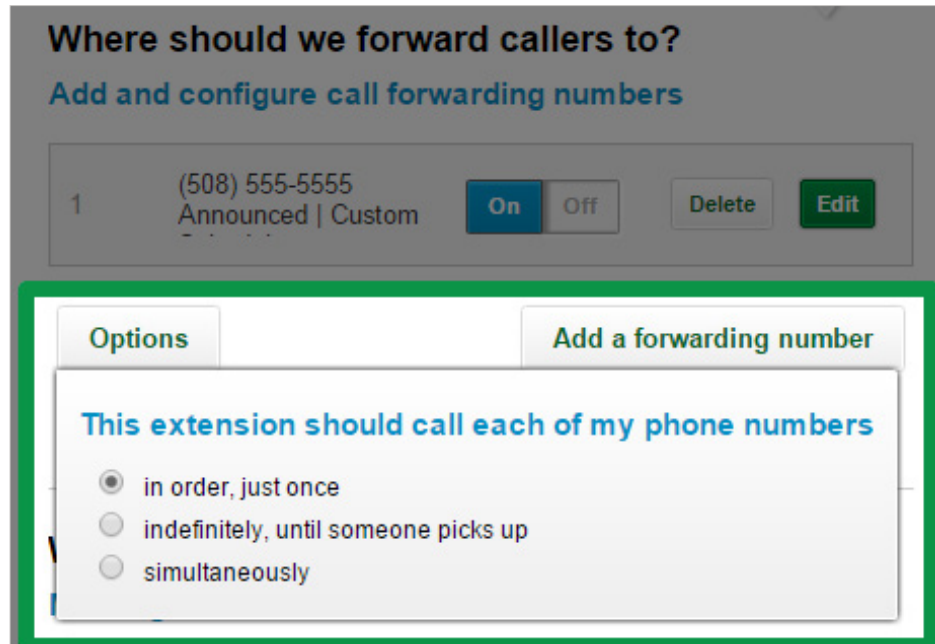 Where should we forward callers to?
Add and configure call forwarding numbers
1
(508) 555-5555
Announced | Custom
On
Off
Delete
Edit
Options
Add a forwarding number
This extension should call each of my phone numbers
in order, just once
indefinitely, until someone picks up
simultaneously